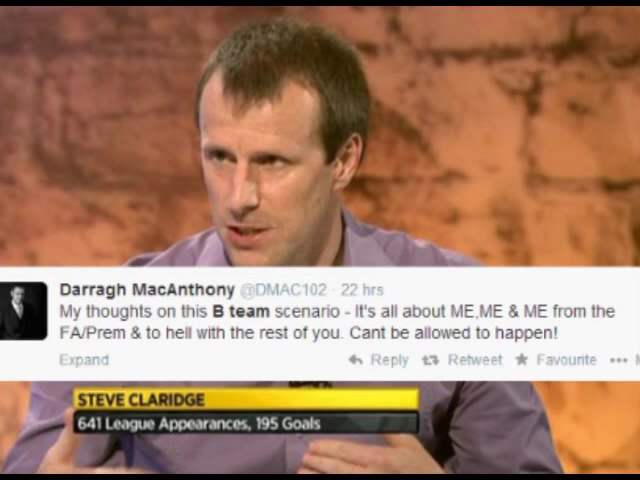 Darragh MacAnthony @DMAC102 · 22 hrs
My thoughts on this B team scenario - It's all about ME,ME & ME from the
FA/Prem & to hell with the rest of you. Cant be allowed to happen!
Expand Reply Retweet Favourite
STEVE CLARIDGE
641 League Appearances, 195 Goals